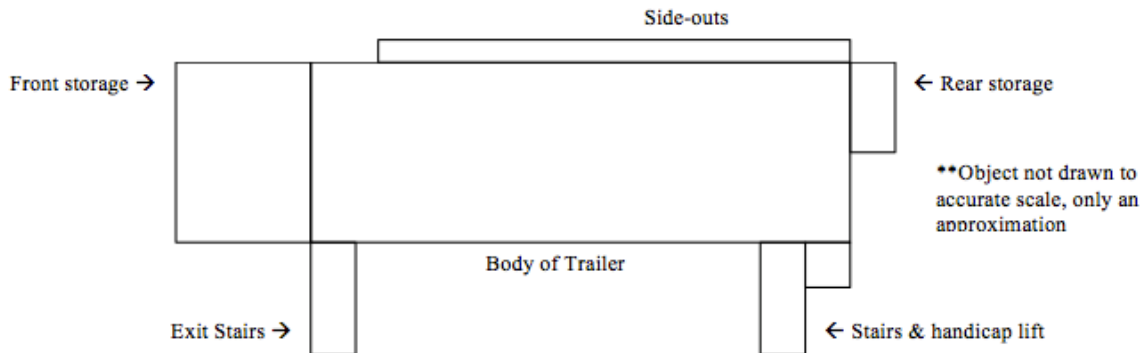 Side-outs
Front storage →
← Rear storage
**Object not drawn to
accurate scale, only an
approximation
Body of Trailer
Exit Stairs →
← Stairs & handicap lift